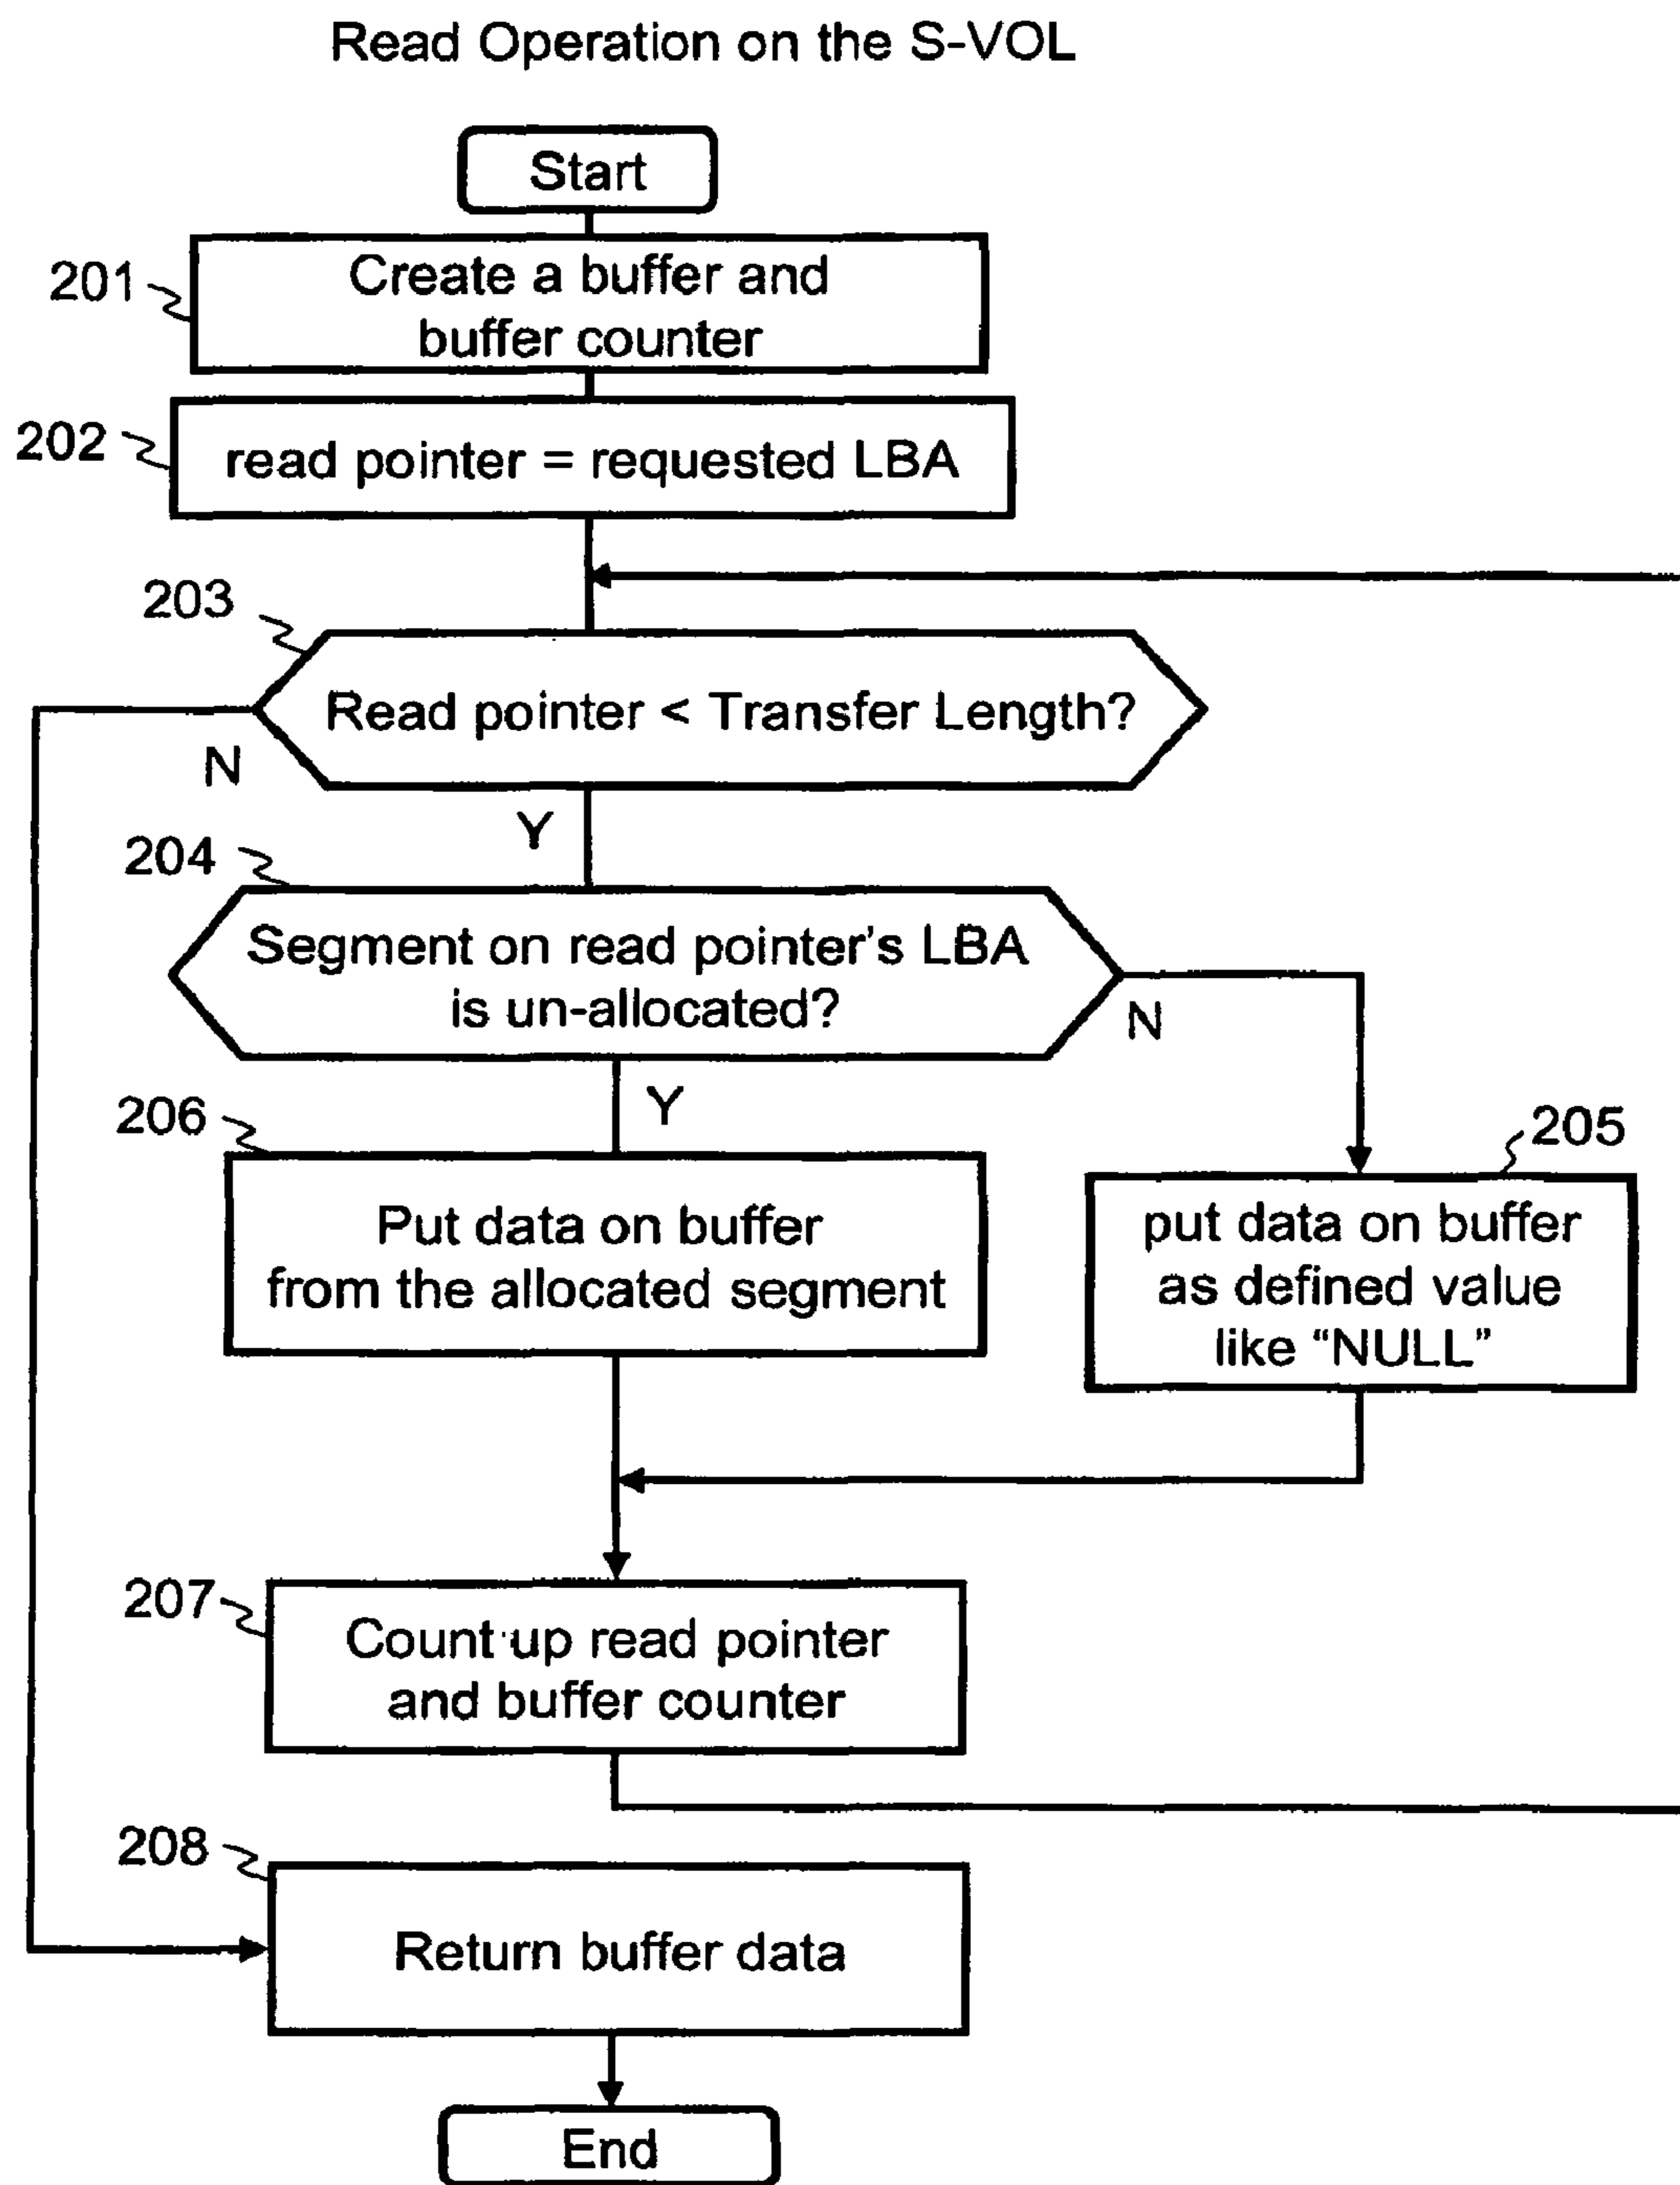 Read Operation on the S-VOL
Start
201
Create a buffer and
buffer counter
202
read pointer = requested LBA
203
Read pointer < Transfer Length?
N
Y
204
Segment on read pointer's LBA
is un-allocated?
N
Y
206
Put data on buffer
from the allocated segment
205
put data on buffer
as defined value
like “NULL”
207
Count up read pointer
and buffer counter
208
Return buffer data
End